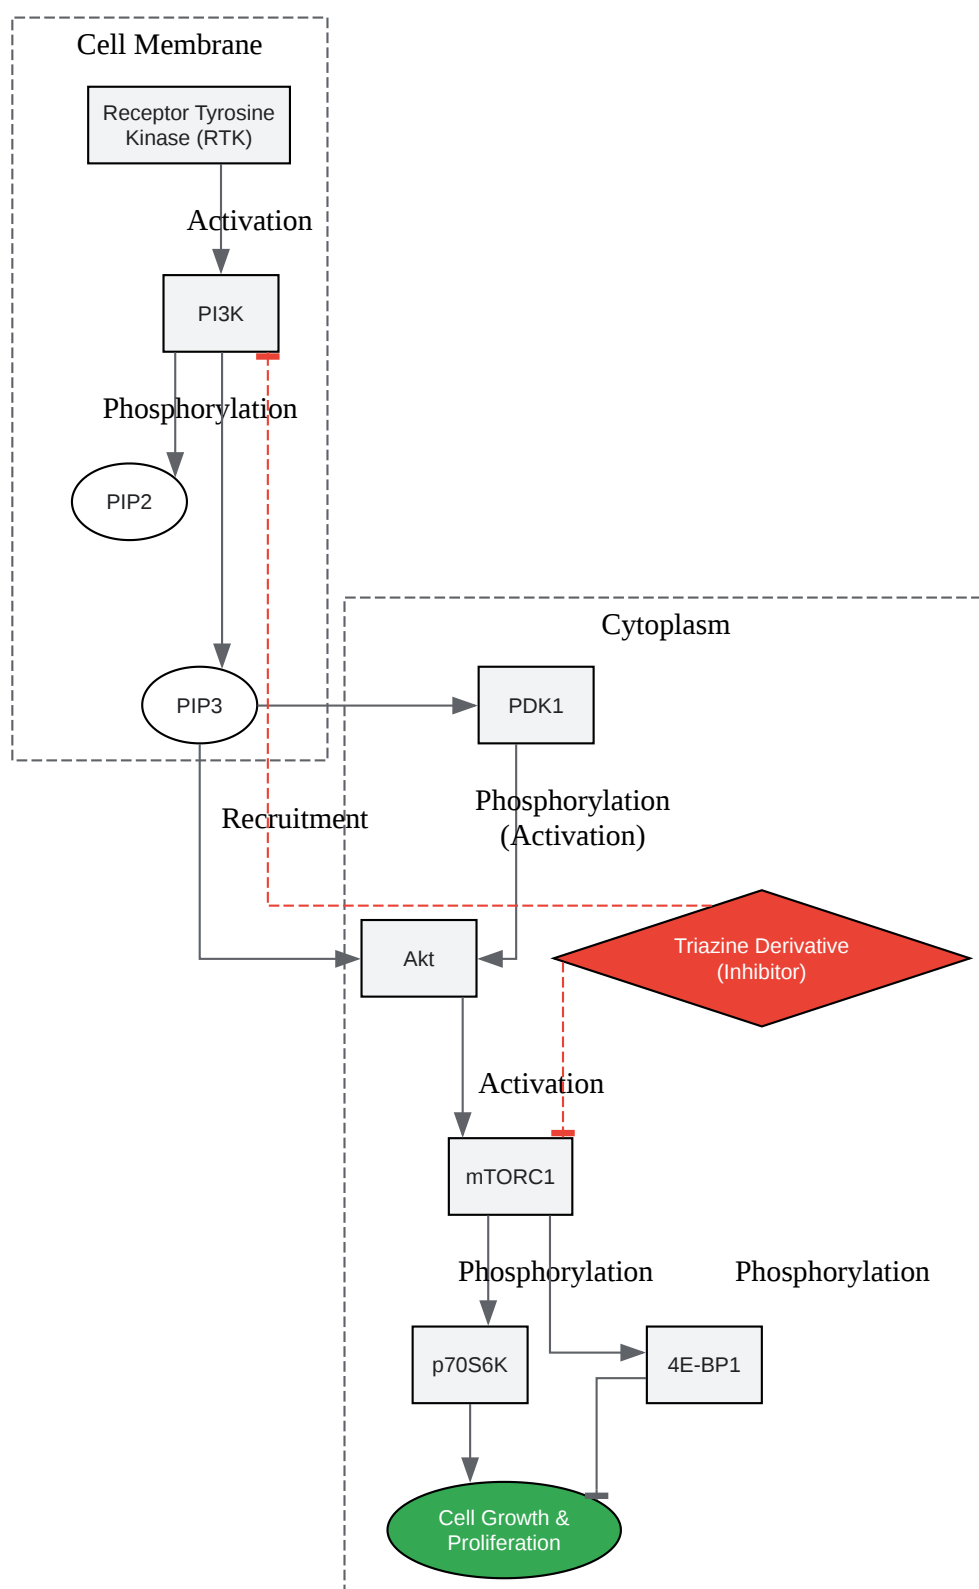 Cell Membrane
Receptor Tyrosine
Kinase (RTK)
Activation
PI3K
Phosphorylation
PIP2
Cytoplasm
PIP3
PDK1
Recruitment
Phosphorylation
(Activation)
Akt
Triazine Derivative
(Inhibitor)
Activation
mTORC1
Phosphorylation
Phosphorylation
p70S6K
4E-BP1
Cell Growth &
Proliferation